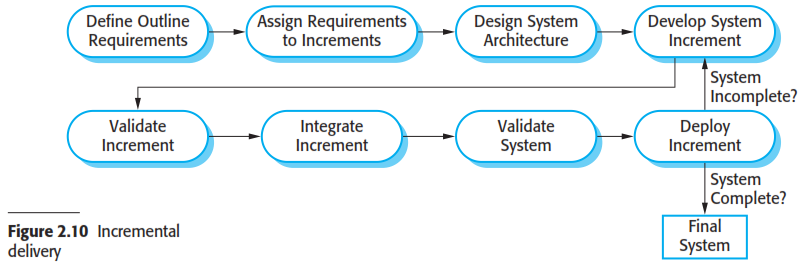 Define Outline
Requirements
Assign Requirements
to Increments
Design System
Architecture
Develop System
Increment
System
Incomplete?
Validate
Increment
Integrate
Increment
Validate
System
Deploy
Increment
System
Complete?
Final
System
Figure 2.10 Incremental
delivery